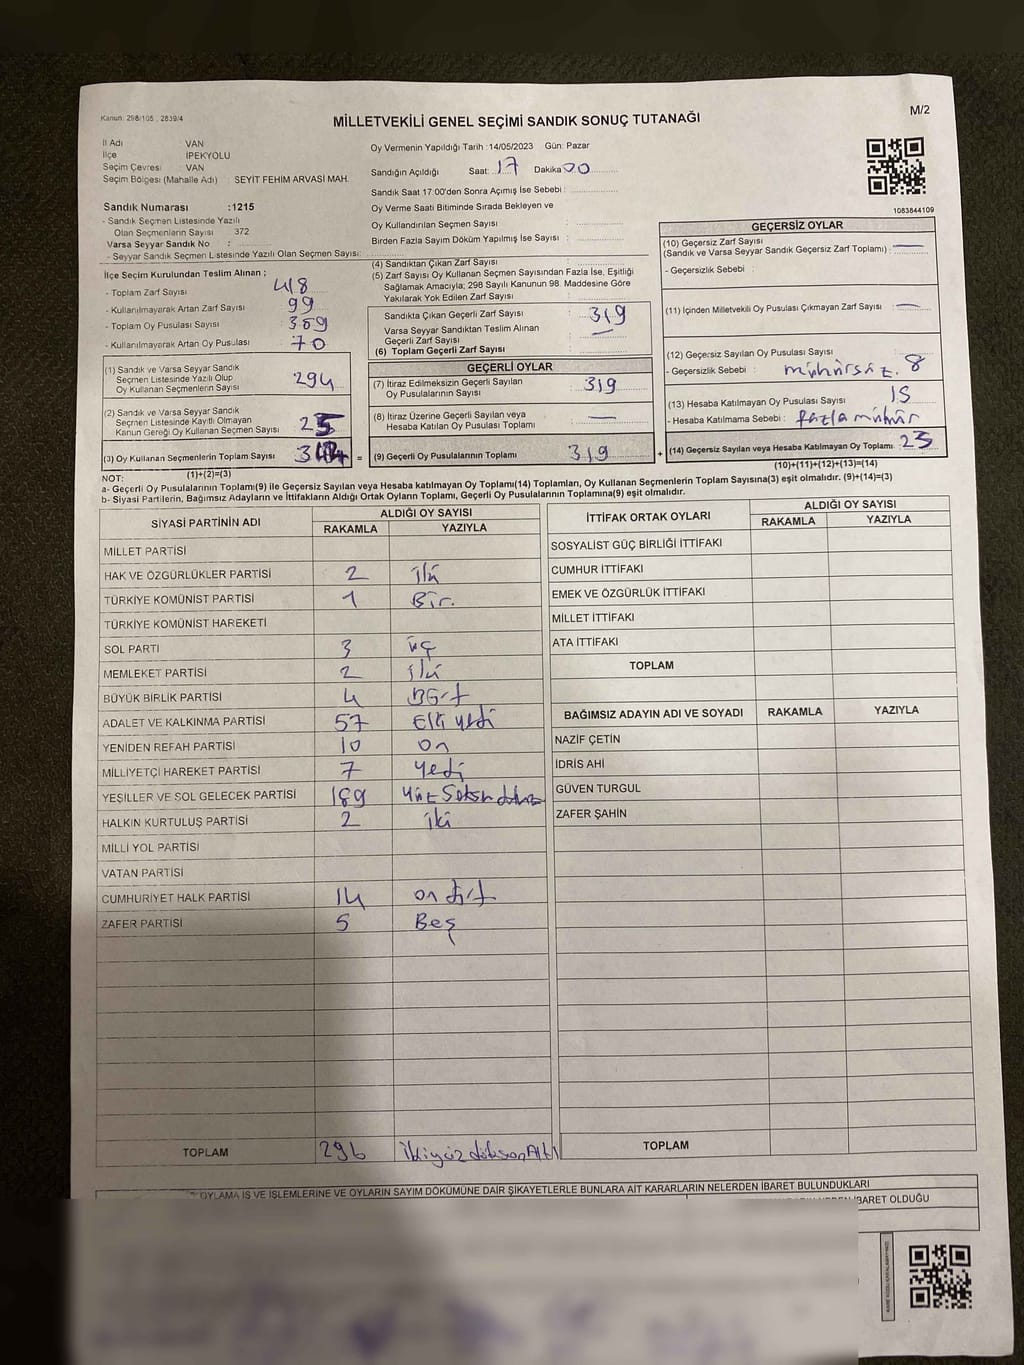 Kanun: 298/105 , 2839/4
M/2
MİLLETVEKİLİ GENEL SEÇİMİ SANDIK SONUÇ TUTANAĞI
İl Adı VAN
İlçe İPEKYOLU
Seçim Çevresi VAN
Seçim Bölgesi (Mahalle Adı) : SEYİT FEHİM ARVASİ MAH.
Sandık Numarası :1215
- Sandık Seçmen Listesinde Yazılı
Olan Seçmenlerin Sayısı 372
Varsa Seyyar Sandık No :
- Seyyar Sandık Seçmen Listesinde Yazılı Olan Seçmen Sayısı:
İlçe Seçim Kurulundan Teslim Alınan ;
- Toplam Zarf Sayısı 418
- Kullanılmayarak Artan Zarf Sayısı 99
- Toplam Oy Pusulası Sayısı 389
- Kullanılmayarak Artan Oy Pusulası 70
(1) Sandık ve Varsa Seyyar Sandık
Seçmen Listesinde Yazılı Olup
Oy Kullanan Seçmenlerin Sayısı 294
(2) Sandık ve Varsa Seyyar Sandık
Seçmen Listesinde Kayıtlı Olmayan
Kanun Gereği Oy Kullanan Seçmen Sayısı 25
(3) Oy Kullanan Seçmenlerin Toplam Sayısı
(1)+(2)=(3)
Oy Vermenin Yapıldığı Tarih :14/05/2023 Gün: Pazar
Sandığın Açıldığı Saat: 17 Dakika 00
Sandık Saat 17:00'den Sonra Açımış İse Sebebi :
Oy Verme Saati Bitiminde Sırada Bekleyen ve
Oy Kullandırılan Seçmen Sayısı :
Birden Fazla Sayım Döküm Yapılmış İse Sayısı :
(4) Sandıktan Çıkan Zarf Sayısı :
(5) Zarf Sayısı Oy Kullanan Seçmen Sayısından Fazla İse, Eşitliği
Sağlamak Amacıyla; 298 Sayılı Kanunun 98. Maddesine Göre
Yakılarak Yok Edilen Zarf Sayısı :
Sandıkta Çıkan Geçerli Zarf Sayısı : 319
Varsa Seyyar Sandıktan Teslim Alınan
Geçerli Zarf Sayısı : —
(6) Toplam Geçerli Zarf Sayısı :
GEÇERLİ OYLAR
(7) İtiraz Edilmeksizin Geçerli Sayılan
Oy Pusulalarının Sayısı : 319
(8) İtiraz Üzerine Geçerli Sayılan veya
Hesaba Katılan Oy Pusulası Toplamı : —
= (9) Geçerli Oy Pusulalarının Toplamı : 319 +
1083844109
GEÇERSİZ OYLAR
(10) Geçersiz Zarf Sayısı
(Sandık ve Varsa Seyyar Sandık Geçersiz Zarf Toplamı) : —
- Geçersizlik Sebebi :
(11) İçinden Milletvekili Oy Pusulası Çıkmayan Zarf Sayısı : —
(12) Geçersiz Sayılan Oy Pusulası Sayısı : 8
- Geçersizlik Sebebi : mühürsüz.
(13) Hesaba Katılmayan Oy Pusulası Sayısı : 15
- Hesaba Katılmama Sebebi : fazla mühür
(14) Geçersiz Sayılan veya Hesaba Katılmayan Oy Toplamı : 23
(10)+(11)+(12)+(13)=(14)
NOT:
a- Geçerli Oy Pusulalarının Toplamı(9) ile Geçersiz Sayılan veya Hesaba Katılmayan Oy Toplamı(14) Toplamları, Oy Kullanan Seçmenlerin Toplam Sayısına(3) eşit olmalıdır. (9)+(14)=(3)
b- Siyasi Partilerin, Bağımsız Adayların ve İttifakların Aldığı Ortak Oyların Toplamı, Geçerli Oy Pusulalarının Toplamına(9) eşit olmalıdır.
SİYASİ PARTİNİN ADI ALDIĞI OY SAYISI
RAKAMLA YAZIYLA
MİLLET PARTİSİ
HAK VE ÖZGÜRLÜKLER PARTİSİ 2 iki
TÜRKİYE KOMÜNİST PARTİSİ 1 Bir.
TÜRKİYE KOMÜNİST HAREKETİ
SOL PARTİ 3 üç
MEMLEKET PARTİSİ 2 iki
BÜYÜK BİRLİK PARTİSİ 4
ADALET VE KALKINMA PARTİSİ 57 Elli yedi
YENİDEN REFAH PARTİSİ 10 on
MİLLİYETÇİ HAREKET PARTİSİ 7 yedi
YEŞİLLER VE SOL GELECEK PARTİSİ 189 yüz seksen dokuz
HALKIN KURTULUŞ PARTİSİ 2 iki
MİLLİ YOL PARTİSİ
VATAN PARTİSİ
CUMHURİYET HALK PARTİSİ 14 on dört
ZAFER PARTİSİ 5 Beş
TOPLAM 296 ikiyüz doksan Altı
İTTİFAK ORTAK OYLARI ALDIĞI OY SAYISI
RAKAMLA YAZIYLA
SOSYALİST GÜÇ BİRLİĞİ İTTİFAKI
CUMHUR İTTİFAKI
EMEK VE ÖZGÜRLÜK İTTİFAKI
MİLLET İTTİFAKI
ATA İTTİFAKI
TOPLAM
BAĞIMSIZ ADAYIN ADI VE SOYADI RAKAMLA YAZIYLA
NAZİF ÇETİN
İDRİS AHİ
GÜVEN TURGUL
ZAFER ŞAHİN
TOPLAM
OYLAMA İŞ VE İŞLEMLERİNE VE OYLARIN SAYIM DÖKÜMÜNE DAİR ŞİKAYETLERLE BUNLARA AİT KARARLARIN NELERDEN İBARET BULUNDUKLARI
İBARET OLDUĞU